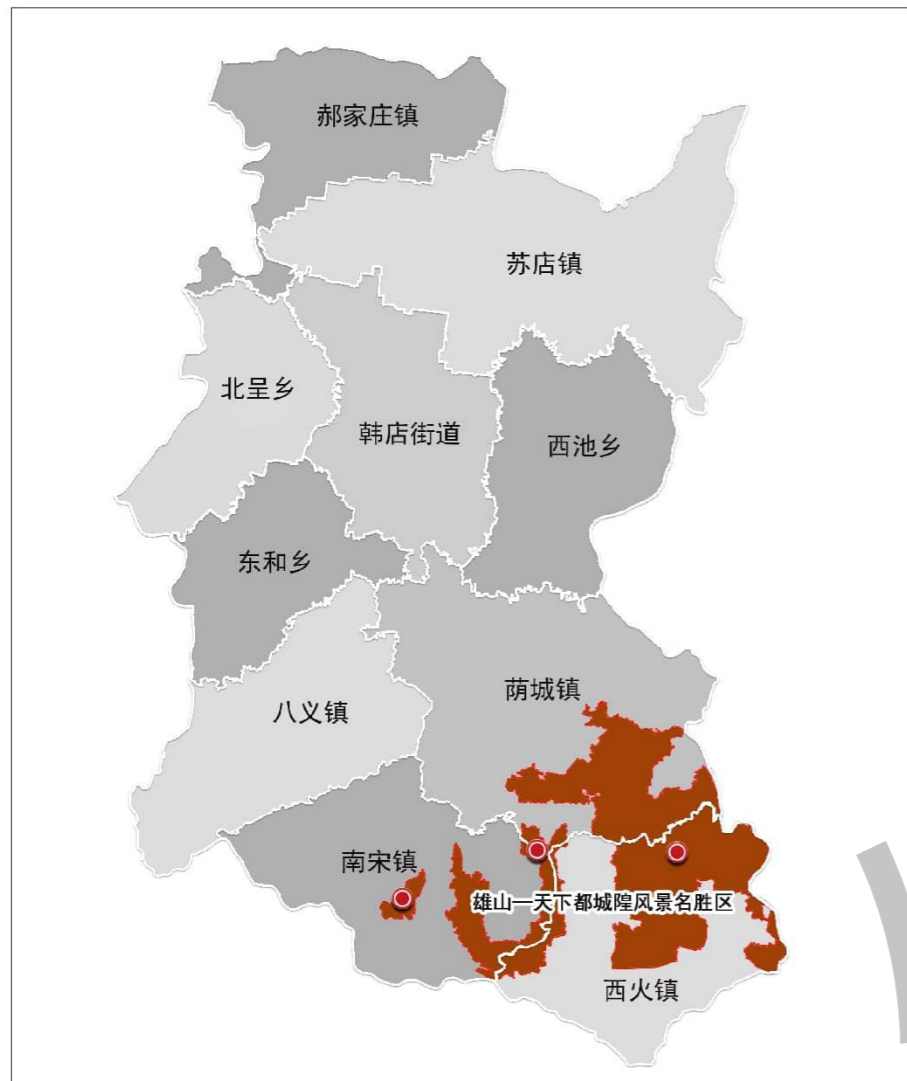 郝家庄镇
苏店镇
北呈乡
韩店街道
西池乡
东和乡
荫城镇
八义镇
南宋镇
雄山—天下都城隍风景名胜区
西火镇